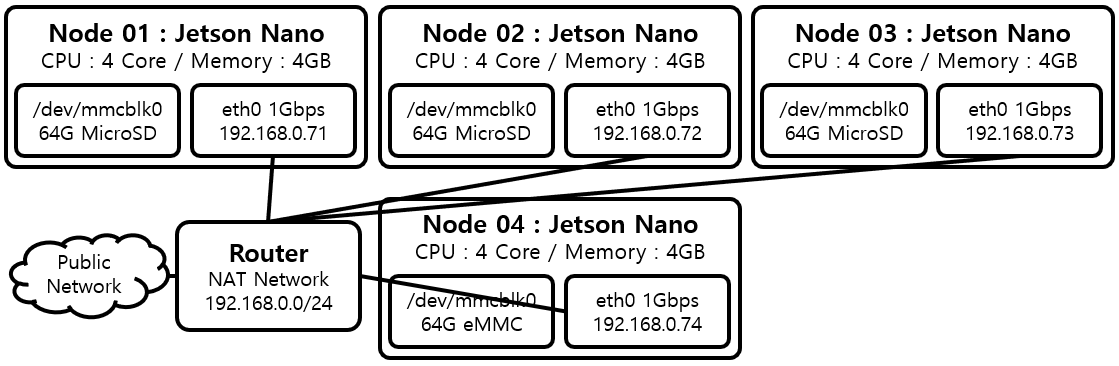 Node 01 : Jetson Nano
CPU : 4 Core / Memory : 4GB
/dev/mmcblk0
64G MicroSD
eth0 1Gbps
192.168.0.71
Node 02 : Jetson Nano
CPU : 4 Core / Memory : 4GB
/dev/mmcblk0
64G MicroSD
eth0 1Gbps
192.168.0.72
Node 03 : Jetson Nano
CPU : 4 Core / Memory : 4GB
/dev/mmcblk0
64G MicroSD
eth0 1Gbps
192.168.0.73
Public
Network
Router
NAT Network
192.168.0.0/24
Node 04 : Jetson Nano
CPU : 4 Core / Memory : 4GB
/dev/mmcblk0
64G eMMC
eth0 1Gbps
192.168.0.74